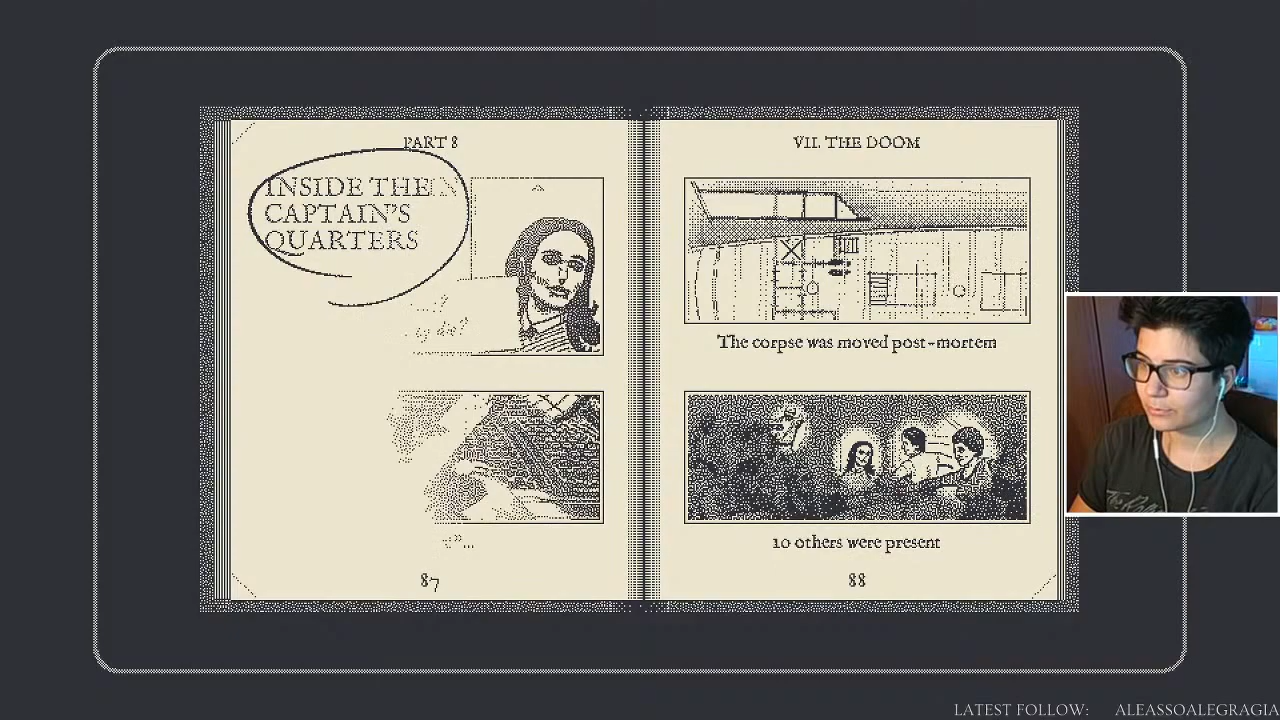 PART 8
INSIDE THE
CAPTAIN'S
QUARTERS
87
VII. THE DOOM
The corpse was moved post-mortem
10 others were present
88
LATEST FOLLOW: ALEASSOALEGRAGIA